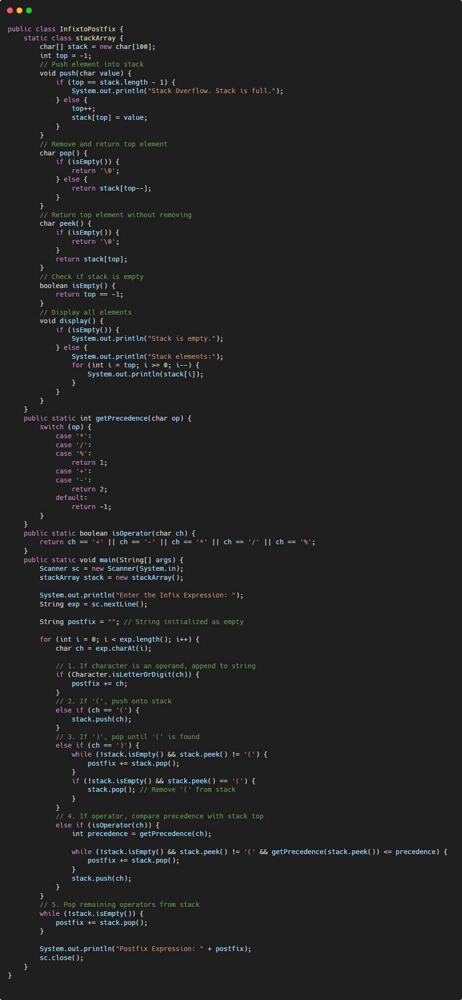 public class InfixtoPostfix {
    static class stackArray {
        char[] stack = new char[100];
        int top = -1;
        // Push element into stack
        void push(char value) {
            if (top == stack.length - 1) {
                System.out.println("Stack Overflow. Stack is full.");
            } else {
                top++;
                stack[top] = value;
            }
        }
        // Remove and return top element
        char pop() {
            if (isEmpty()) {
                return '\0';
            } else {
                return stack[top--];
            }
        }
        // Return top element without removing
        char peek() {
            if (isEmpty()) {
                return '\0';
            }
            return stack[top];
        }
        // Check if stack is empty
        boolean isEmpty() {
            return top == -1;
        }
        // Display all elements
        void display() {
            if (isEmpty()) {
                System.out.println("Stack is empty.");
            } else {
                System.out.println("Stack elements:");
                for (int i = top; i >= 0; i--) {
                    System.out.println(stack[i]);
                }
            }
        }
    }
    public static int getPrecedence(char op) {
        switch (op) {
            case '*':
            case '/':
            case '%':
                return 1;
            case '+':
            case '-':
                return 2;
            default:
                return -1;
        }
    }
    public static boolean isOperator(char ch) {
        return ch == '+' || ch == '-' || ch == '*' || ch == '/' || ch == '%';
    }
    public static void main(String[] args) {
        Scanner sc = new Scanner(System.in);
        stackArray stack = new stackArray();

        System.out.println("Enter the Infix Expression: ");
        String exp = sc.nextLine();

        String postfix = ""; // String initialized as empty

        for (int i = 0; i < exp.length(); i++) {
            char ch = exp.charAt(i);

            // 1. If character is an operand, append to string
            if (Character.isLetterOrDigit(ch)) {
                postfix += ch;
            }
            // 2. If '(', push onto stack
            else if (ch == '(') {
                stack.push(ch);
            }
            // 3. If ')', pop until '(' is found
            else if (ch == ')') {
                while (!stack.isEmpty() && stack.peek() != '(') {
                    postfix += stack.pop();
                }
                if (!stack.isEmpty() && stack.peek() == '(') {
                    stack.pop(); // Remove '(' from stack
                }
            }
            // 4. If operator, compare precedence with stack top
            else if (isOperator(ch)) {
                int precedence = getPrecedence(ch);

                while (!stack.isEmpty() && stack.peek() != '(' && getPrecedence(stack.peek()) <= precedence) {
                    postfix += stack.pop();
                }
                stack.push(ch);
            }
        }
        // 5. Pop remaining operators from stack
        while (!stack.isEmpty()) {
            postfix += stack.pop();
        }

        System.out.println("Postfix Expression: " + postfix);
        sc.close();
    }
}